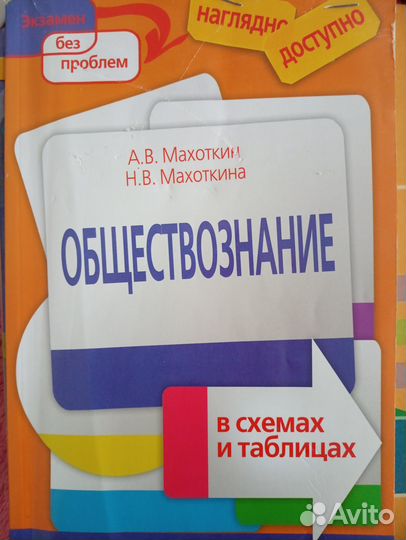 Экзамен
без
проблем
наглядно
доступно
А.В. Махоткин
Н.В. Махоткина
ОБЩЕСТВОЗНАНИЕ
в схемах
и таблицах
Avito